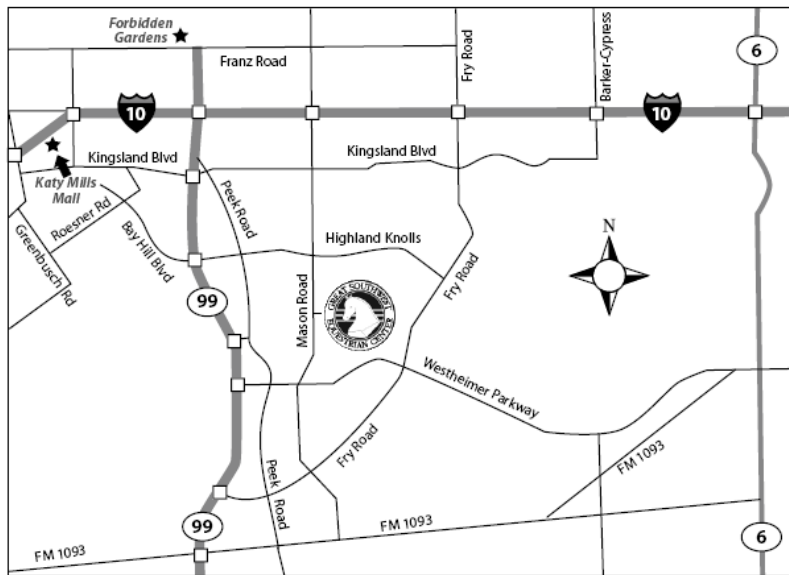 Forbidden
Gardens
Franz Road
Fry Road
Barker-Cypress
6
10
10
Kingsland Blvd
Kingsland Blvd
Katy Mills
Mall
Roesner Rd
Greenbusch Rd
Bay Hill Blvd
Peek Road
Highland Knolls
N
99
Mason Road
GREAT SOUTHWEST
EQUESTRIAN CENTER
Fry Road
Westheimer Parkway
Fry Road
Peek Road
FM 1093
99
FM 1093
FM 1093
6